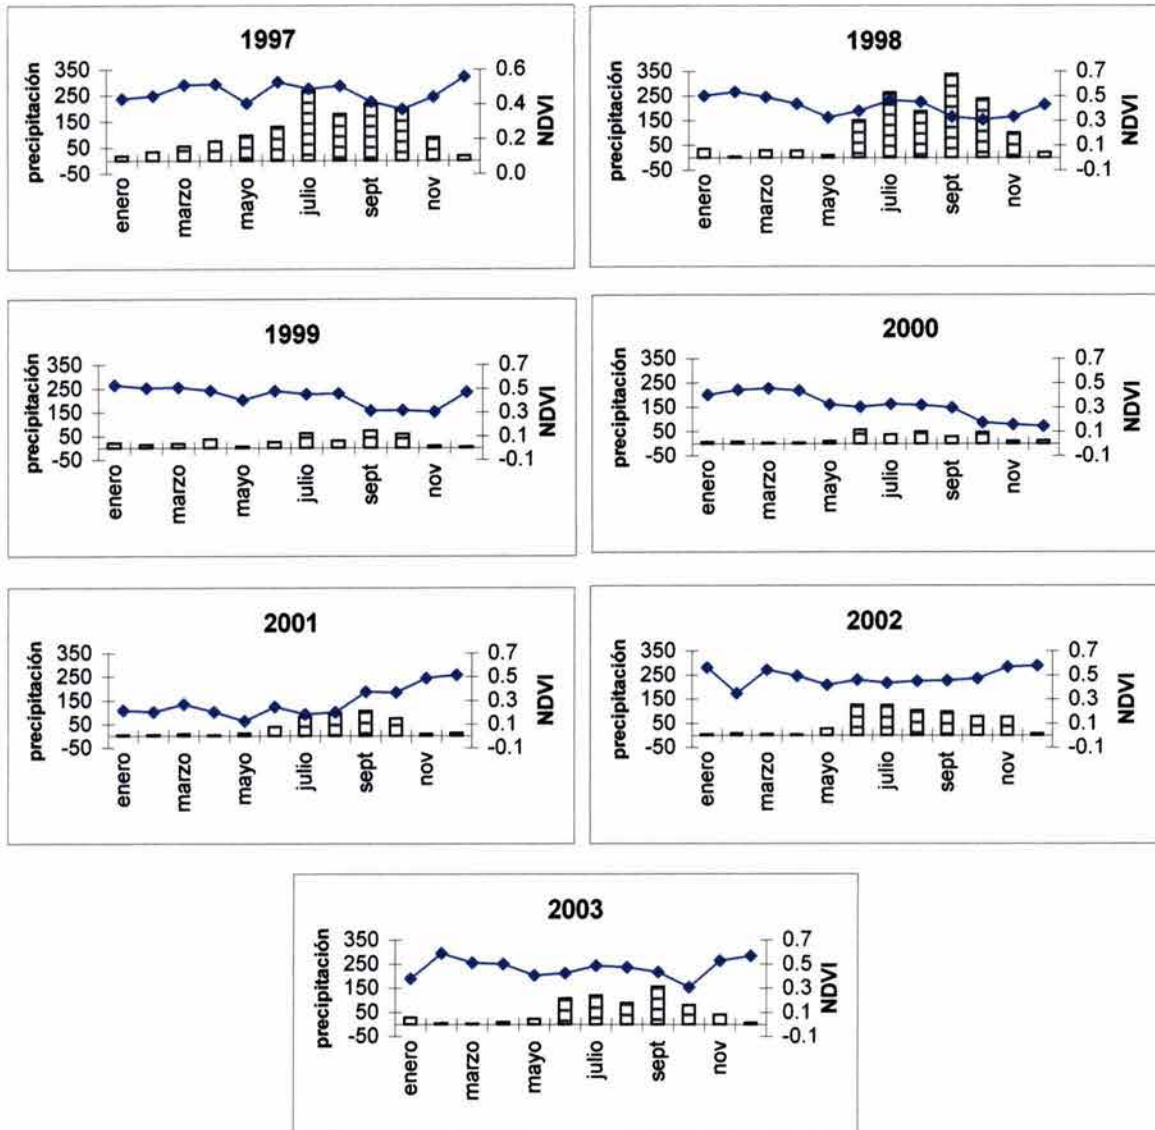 1997
precipitación
350
250
150
50
-50
0.6
0.4
0.2
0.0
NDVI
enero
marzo
mayo
julio
sept
nov
1998
precipitación
350
250
150
50
-50
0.7
0.5
0.3
0.1
-0.1
NDVI
enero
marzo
mayo
julio
sept
nov
1999
precipitación
350
250
150
50
-50
0.7
0.5
0.3
0.1
-0.1
NDVI
enero
marzo
mayo
julio
sept
nov
2000
precipitación
350
250
150
50
-50
0.7
0.5
0.3
0.1
-0.1
NDVI
enero
marzo
mayo
julio
sept
nov
2001
precipitación
350
250
150
50
-50
0.7
0.5
0.3
0.1
-0.1
NDVI
enero
marzo
mayo
julio
sept
nov
2002
precipitación
350
250
150
50
-50
0.7
0.5
0.3
0.1
-0.1
NDVI
enero
marzo
mayo
julio
sept
nov
2003
precipitación
350
250
150
50
-50
0.7
0.5
0.3
0.1
-0.1
NDVI
enero
marzo
mayo
julio
sept
nov